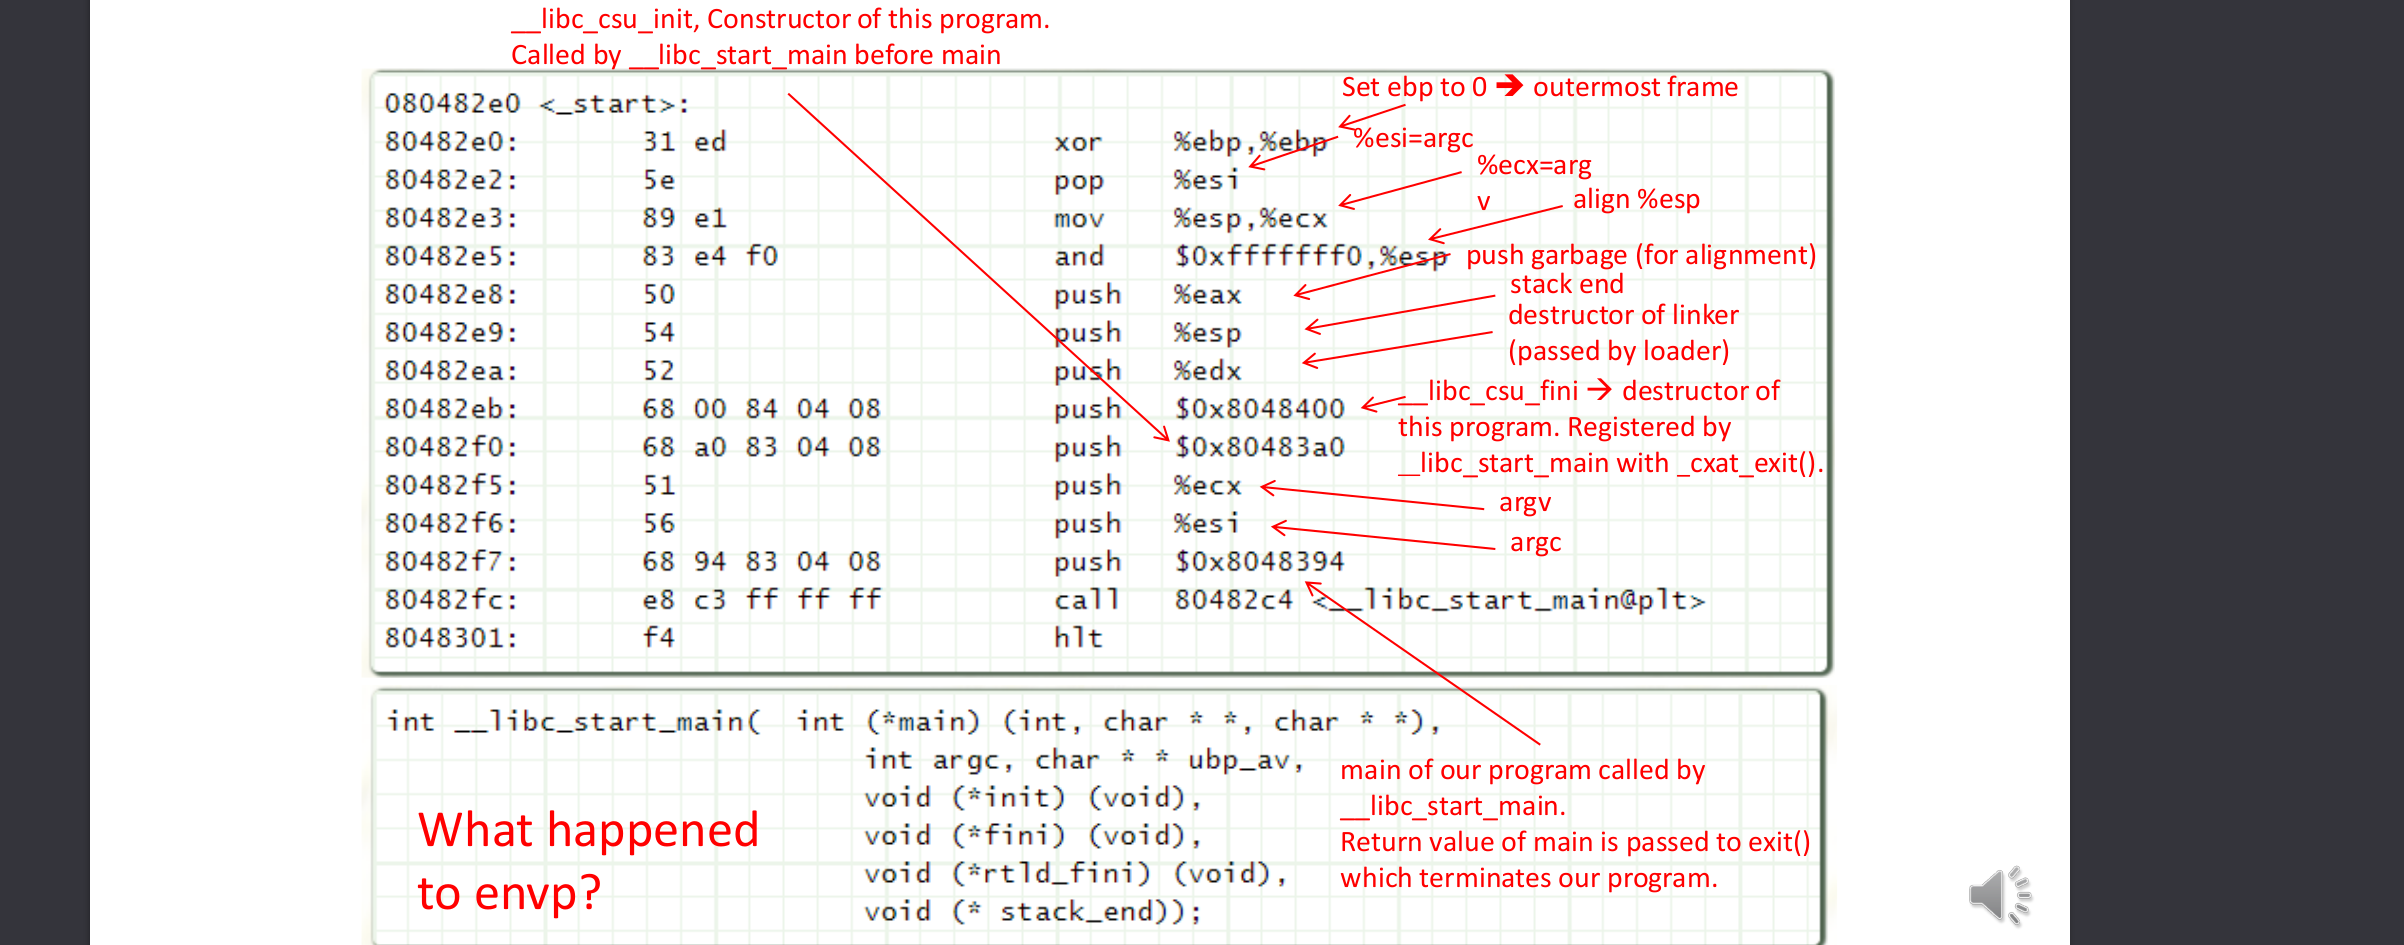 __libc_csu_init, Constructor of this program.
Called by __libc_start_main before main
080482e0 <_start>:
Set ebp to 0 ➔ outermost frame
80482e0: 31 ed xor %ebp,%ebp
%esi=argc
80482e2: 5e pop %esi
%ecx=arg
v
80482e3: 89 e1 mov %esp,%ecx
align %esp
80482e5: 83 e4 f0 and $0xfffffff0,%esp
push garbage (for alignment)
80482e8: 50 push %eax
stack end
80482e9: 54 push %esp
destructor of linker
(passed by loader)
80482ea: 52 push %edx
80482eb: 68 00 84 04 08 push $0x8048400
__libc_csu_fini → destructor of
this program. Registered by
__libc_start_main with _cxat_exit().
80482f0: 68 a0 83 04 08 push $0x80483a0
80482f5: 51 push %ecx
argv
80482f6: 56 push %esi
argc
80482f7: 68 94 83 04 08 push $0x8048394
80482fc: e8 c3 ff ff ff call 80482c4 <__libc_start_main@plt>
8048301: f4 hlt
int __libc_start_main( int (*main) (int, char * *, char * *),
int argc, char * * ubp_av,
void (*init) (void),
void (*fini) (void),
void (*rtld_fini) (void),
void (* stack_end));
What happened
to envp?
main of our program called by
__libc_start_main.
Return value of main is passed to exit()
which terminates our program.